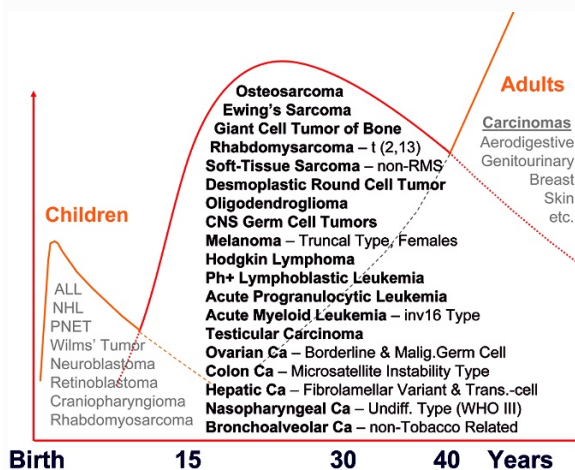 Adults
Carcinomas
Aerodigestive
Genitourinary
Breast
Skin
etc.
Osteosarcoma
Ewing's Sarcoma
Giant Cell Tumor of Bone
Rhabdomysarcoma – t (2,13)
Soft-Tissue Sarcoma – non-RMS
Desmoplastic Round Cell Tumor
Oligodendroglioma
CNS Germ Cell Tumors
Melanoma – Truncal Type, Females
Hodgkin Lymphoma
Ph+ Lymphoblastic Leukemia
Acute Progranulocytic Leukemia
Acute Myeloid Leukemia – inv16 Type
Testicular Carcinoma
Ovarian Ca – Borderline & Malig.Germ Cell
Colon Ca – Microsatellite Instability Type
Hepatic Ca – Fibrolamellar Variant & Trans.-cell
Nasopharyngeal Ca – Undiff. Type (WHO III)
Bronchoalveolar Ca – non-Tobacco Related
Children
ALL
NHL
PNET
Wilms' Tumor
Neuroblastoma
Retinoblastoma
Craniopharyngioma
Rhabdomyosarcoma
Birth 15 30 40 Years